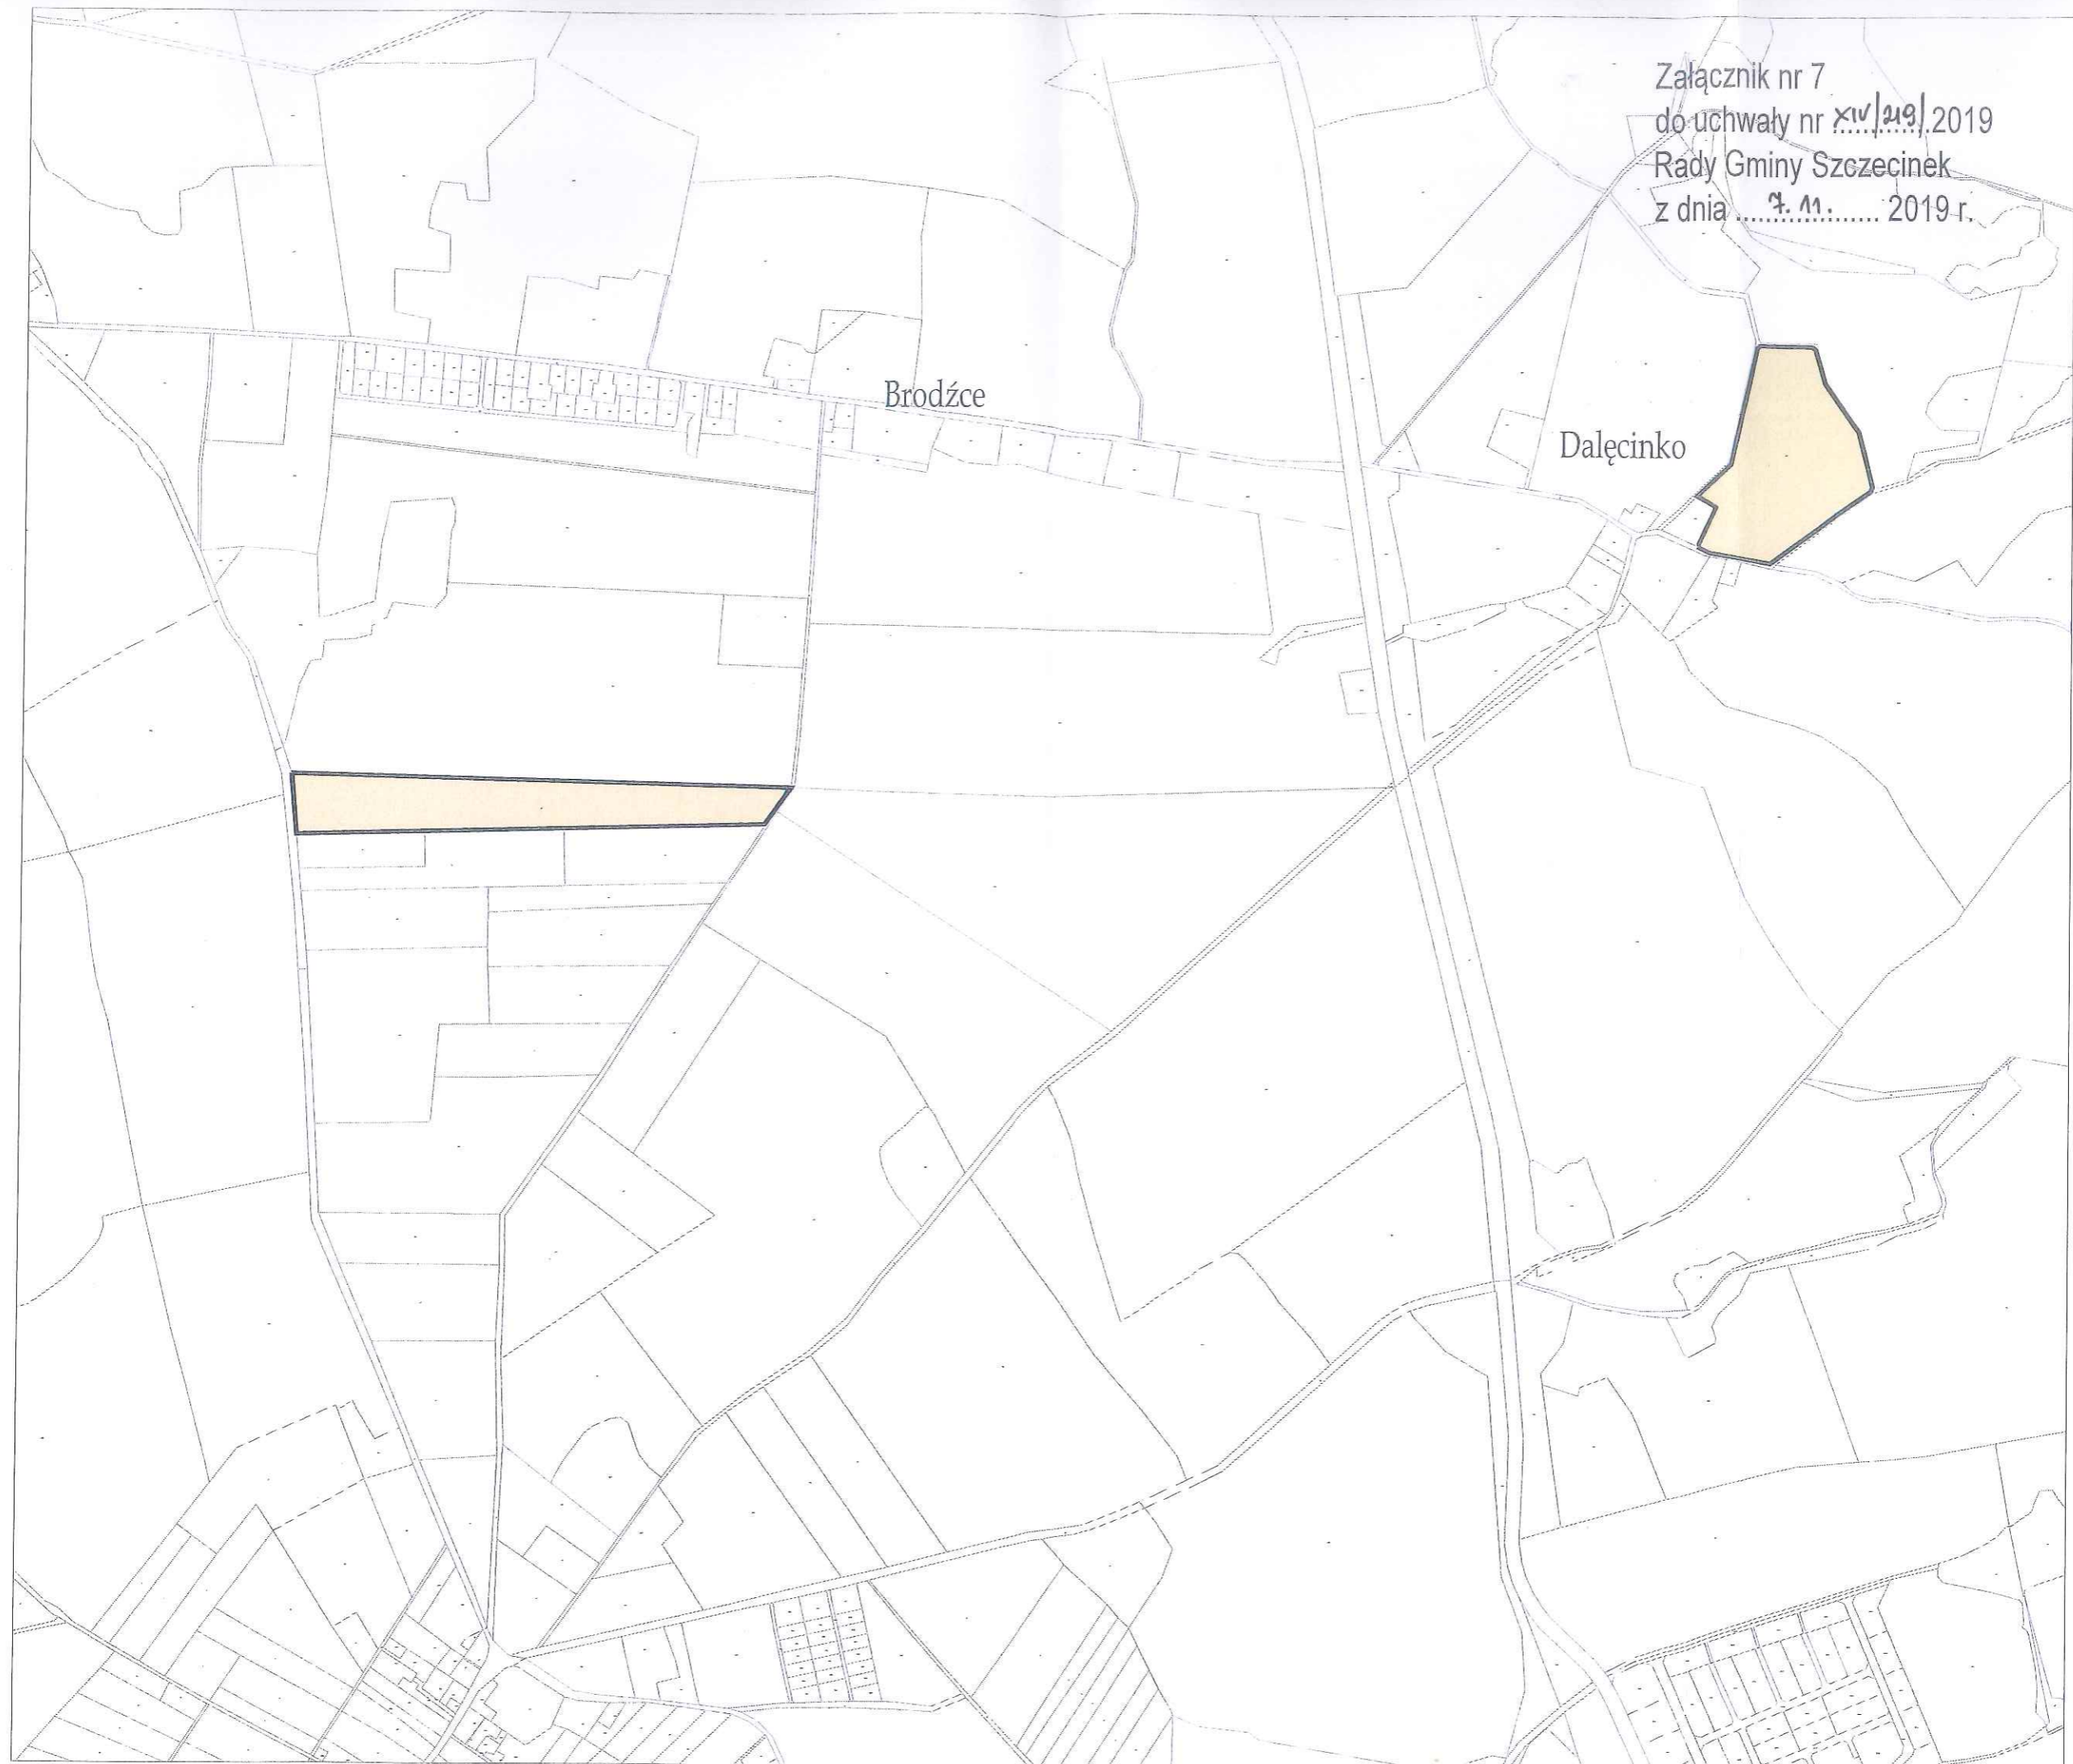 Załącznik nr 7
do uchwały nr XIV/219/2019
Rady Gminy Szczecinek
z dnia ..... 7. 11. ........ 2019 r.
Brodźce
Dalęcinko